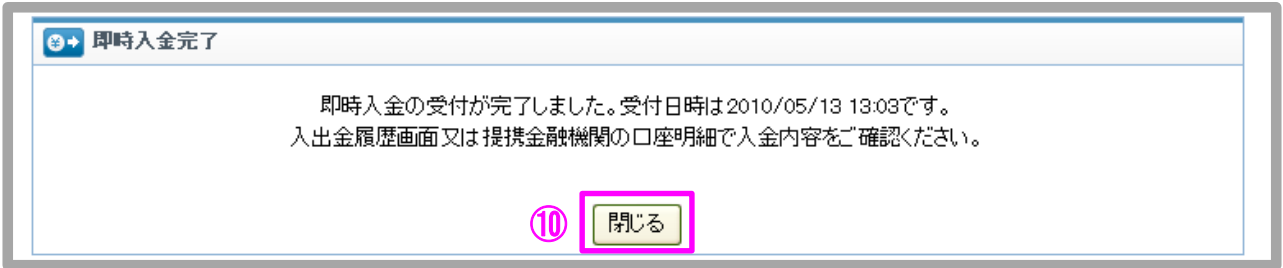 即時入金完了
即時入金の受付が完了しました。受付日時は2010/05/13 13:03です。
入出金履歴画面又は提携金融機関の口座明細で入金内容をご確認ください。
⑩ 閉じる